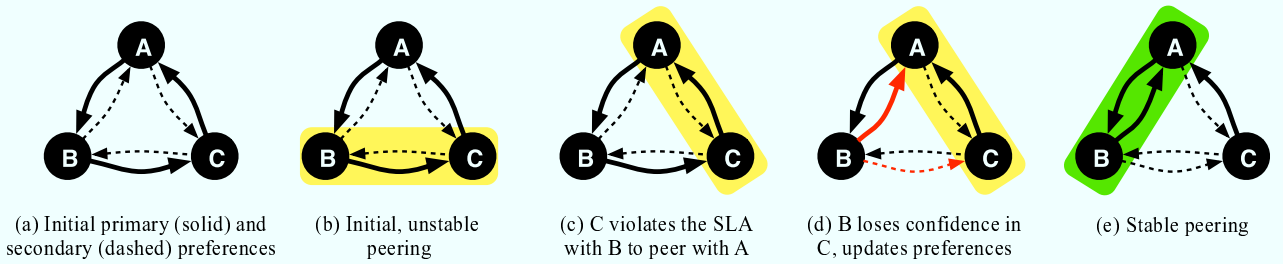 A
B
C
(a) Initial primary (solid) and
secondary (dashed) preferences
A
B
C
(b) Initial, unstable
peering
A
B
C
(c) C violates the SLA
with B to peer with A
A
B
C
(d) B loses confidence in
C, updates preferences
A
B
C
(e) Stable peering